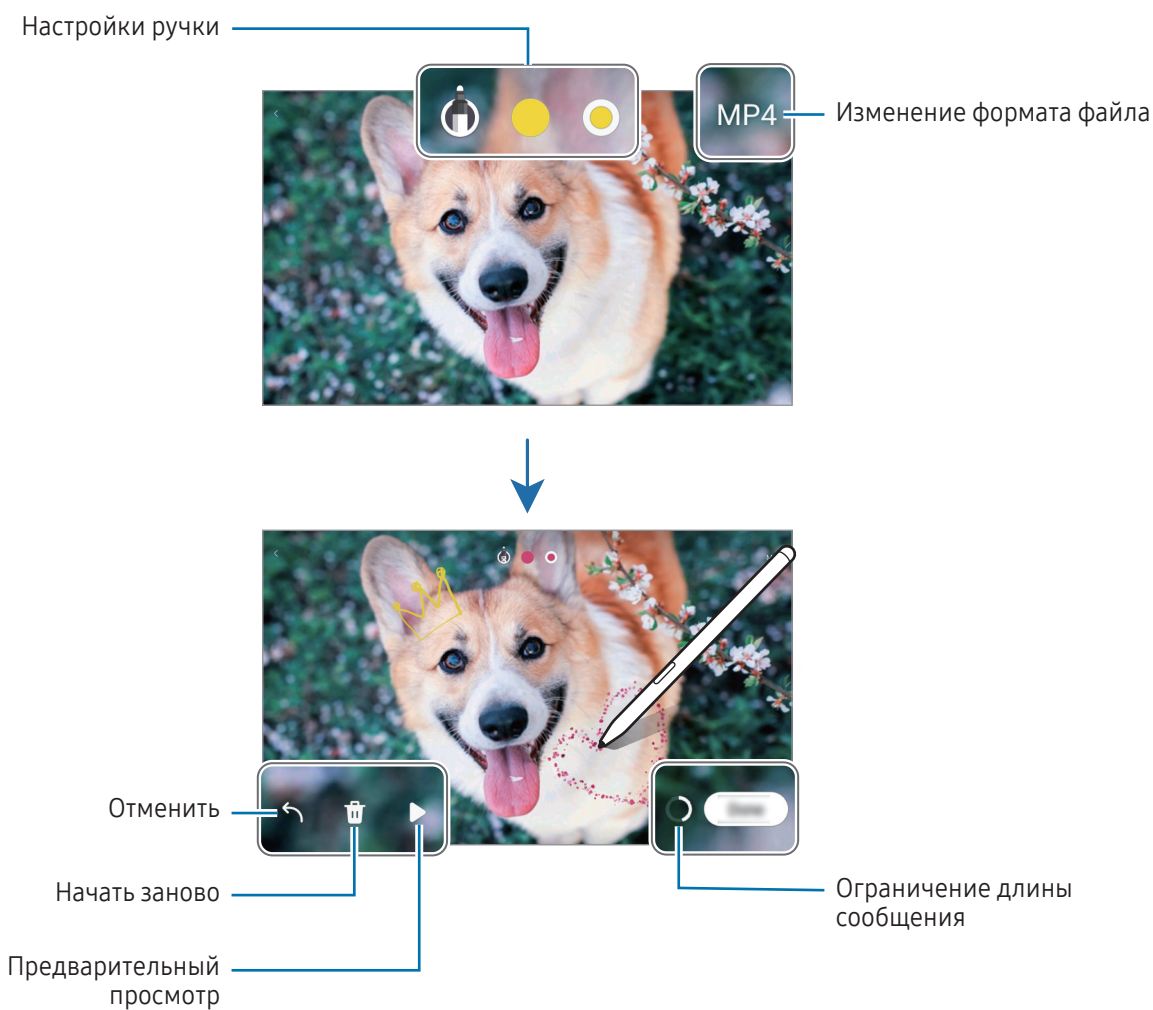 Настройки ручки
MP4
Изменение формата файла
Отменить
Начать заново
Предварительный
просмотр
Ограничение длины
сообщения